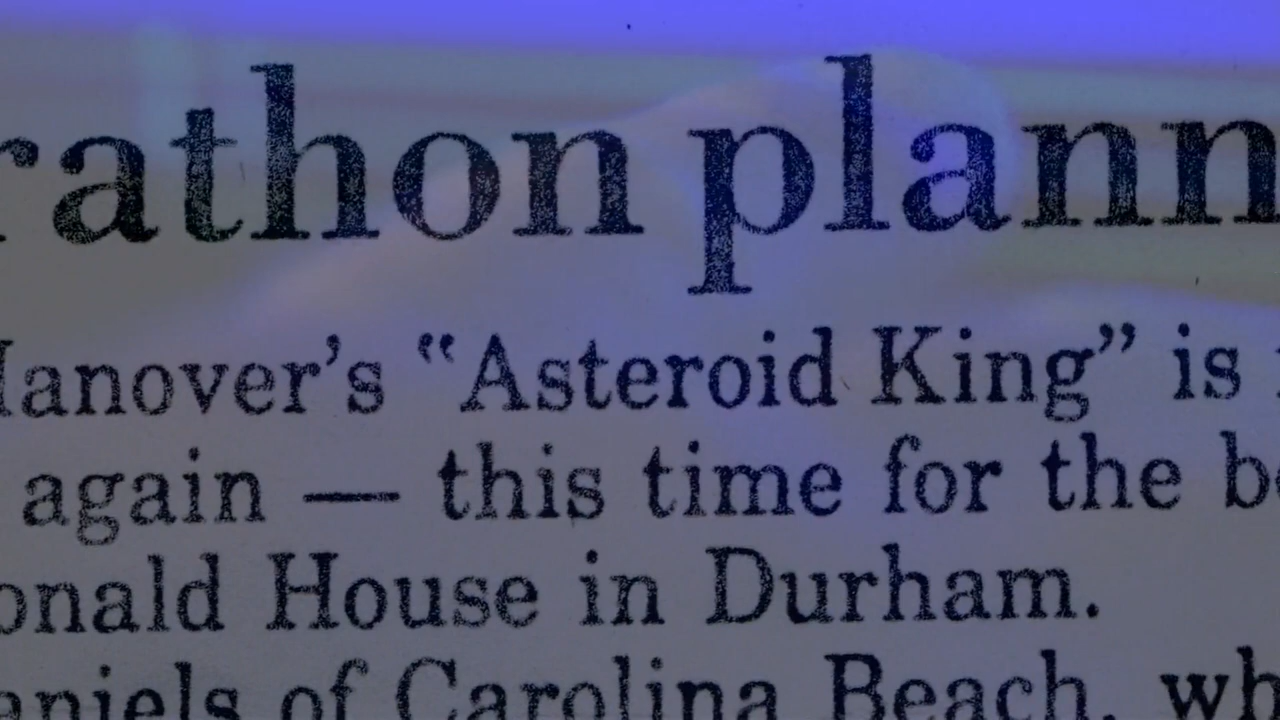 rathon plann
Hanover's "Asteroid King" is
again — this time for the b
onald House in Durham.
aniels of Carolina Beach, wh